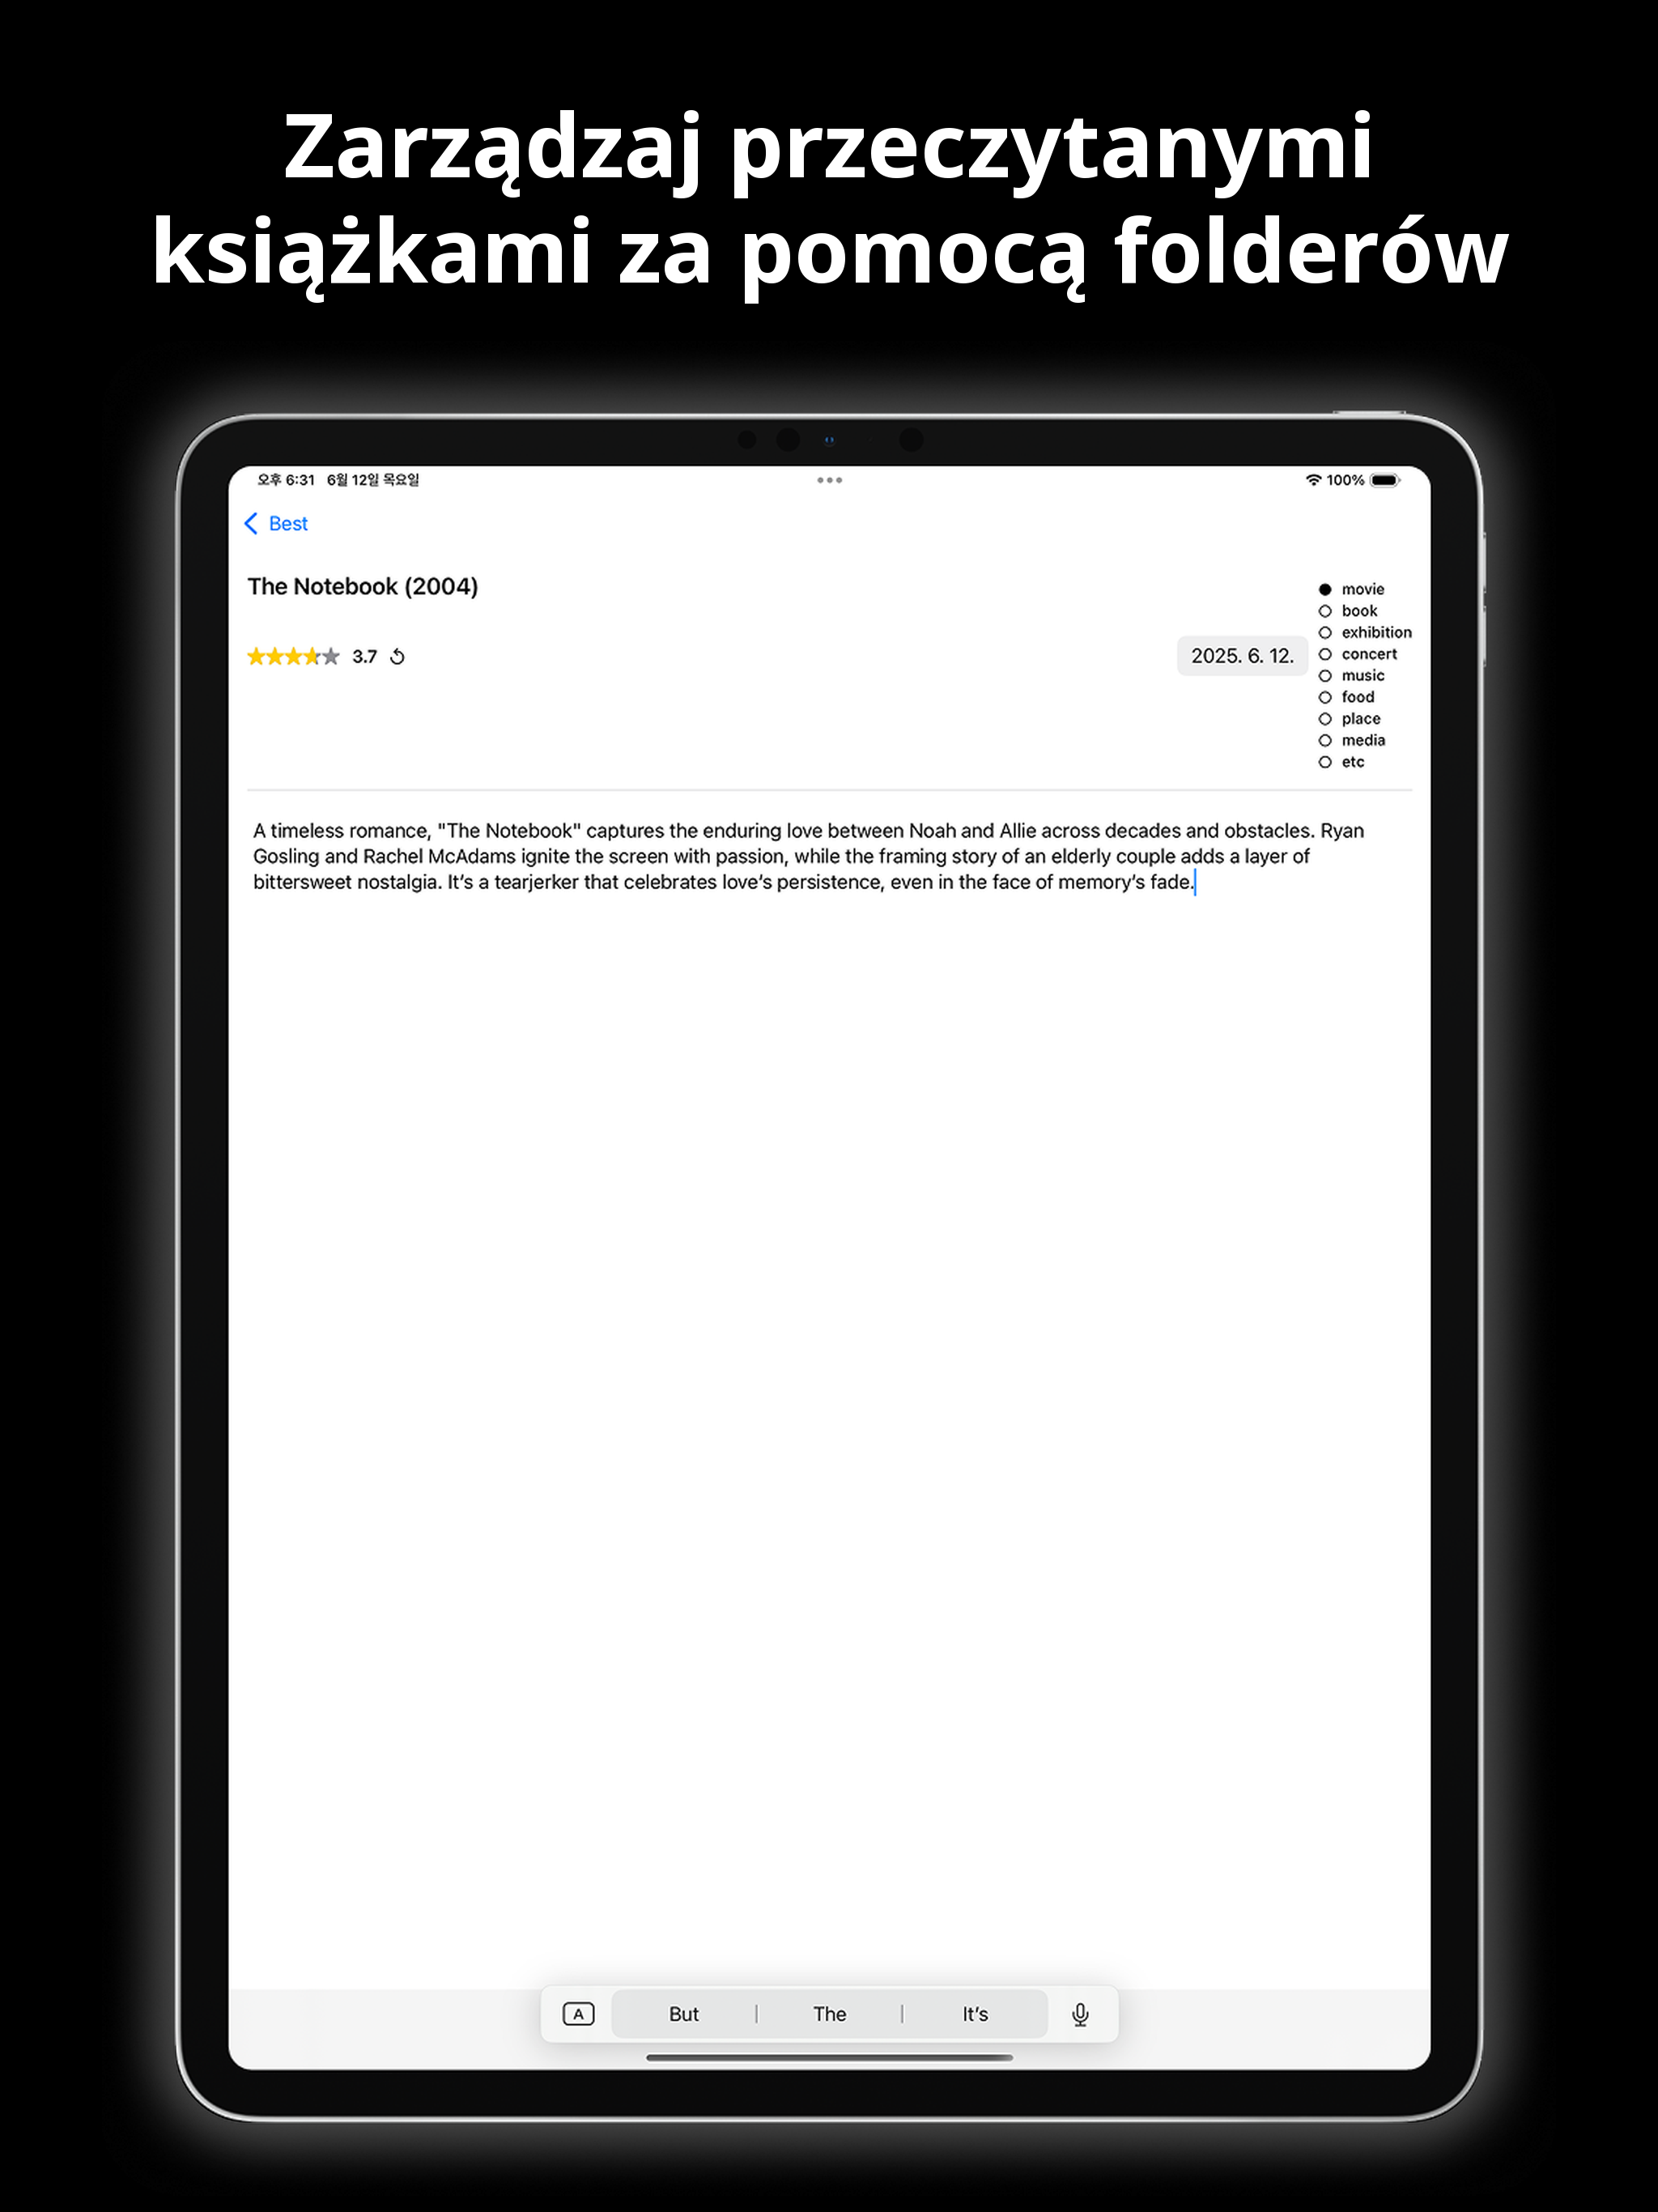 Zarządzaj przeczytanymi
książkami za pomocą folderów
오후 6:31 6월 12일 목요일
100%
Best
The Notebook (2004)
3.7
2025. 6. 12.
movie
book
exhibition
concert
music
food
place
media
etc
A timeless romance, "The Notebook" captures the enduring love between Noah and Allie across decades and obstacles. Ryan
Gosling and Rachel McAdams ignite the screen with passion, while the framing story of an elderly couple adds a layer of
bittersweet nostalgia. It’s a tearjerker that celebrates love’s persistence, even in the face of memory’s fade.
A
But
The
It’s